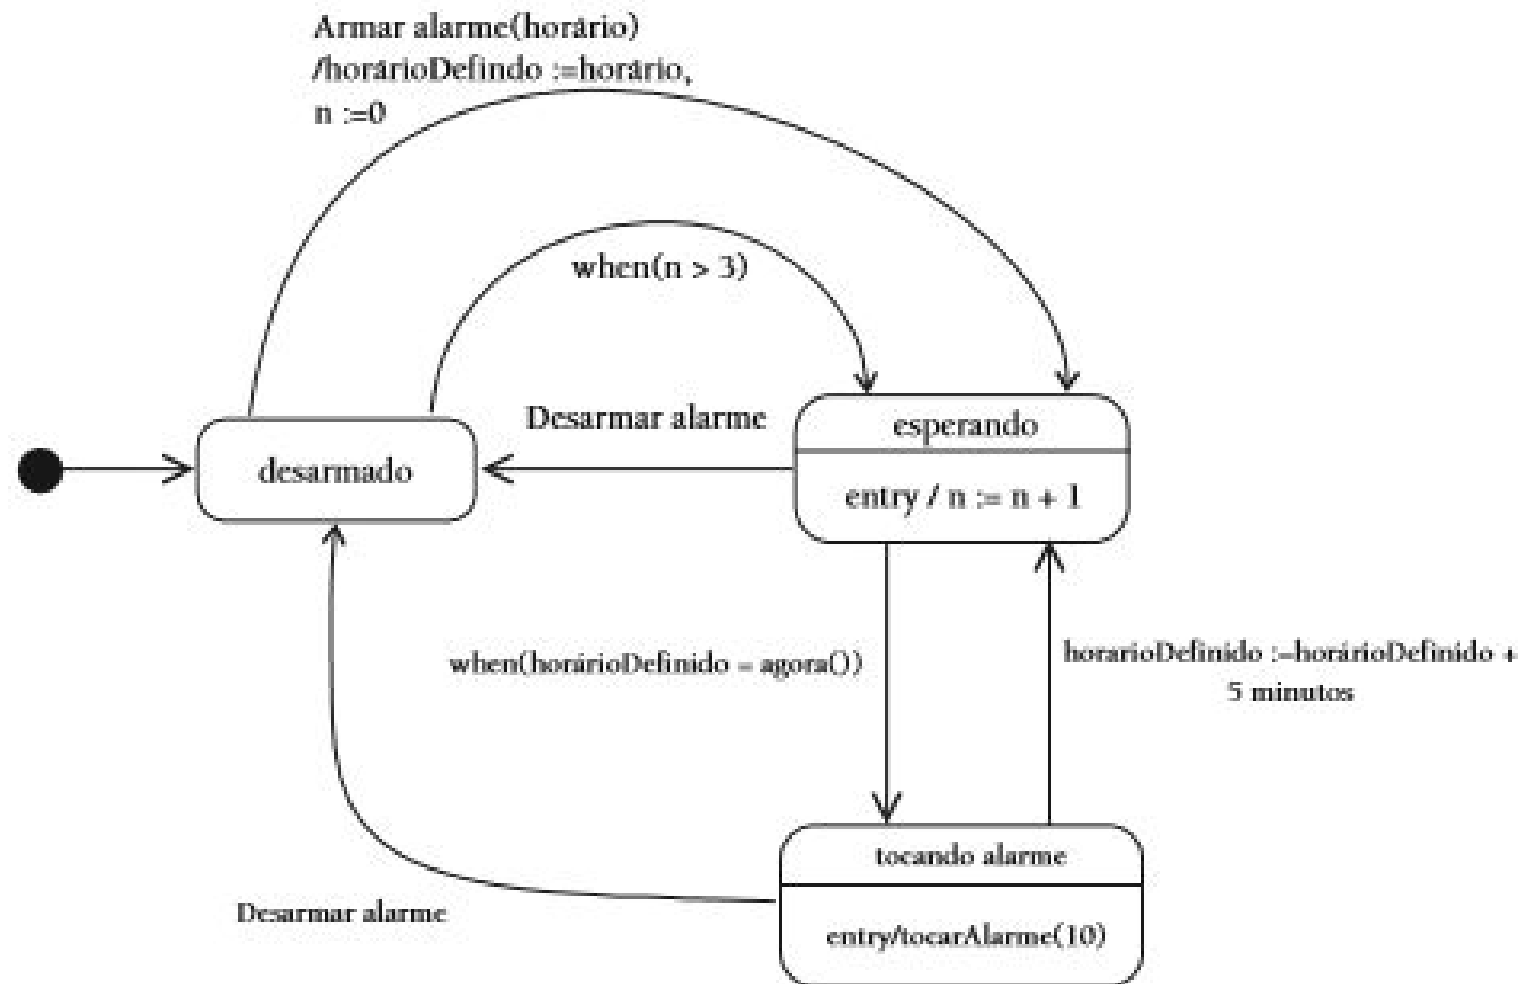 Armar alarme(horário)
/horárioDefindo :=horário,
n :=0
when(n > 3)
Desarmar alarme
esperando
desarmado
entry / n := n + 1
when(horárioDefinido = agora())
horarioDefinido :=horárioDefinido +
5 minutos
tocando alarme
Desarmar alarme
entry/tocarAlarme(10)